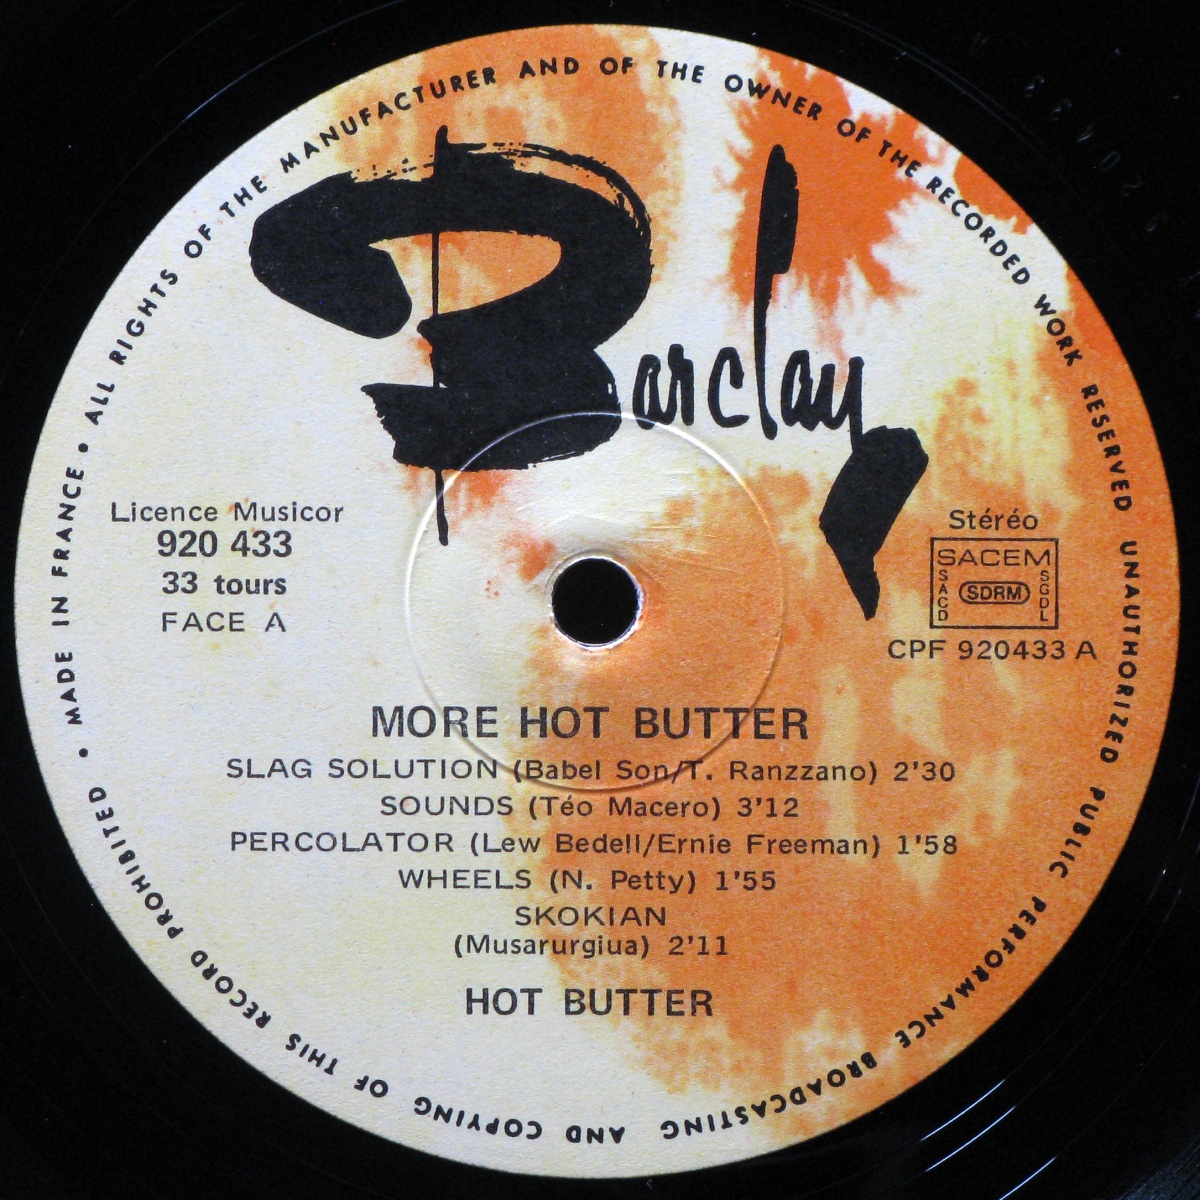 • MADE IN FRANCE • ALL RIGHTS OF THE MANUFACTURER AND OF THE OWNER OF THE RECORDED WORK RESERVED UNAUTHORIZED PUBLIC PERFORMANCE BROADCASTING AND COPYING OF THIS RECORD PROHIBITED
Barclay
Licence Musicor
920 433
33 tours
FACE A
Stéréo
SACEM
SACD SDRM SGDL
CPF 920433 A
MORE HOT BUTTER
SLAG SOLUTION (Babel Son/T. Ranzzano) 2'30
SOUNDS (Téo Macero) 3'12
PERCOLATOR (Lew Bedell/Ernie Freeman) 1'58
WHEELS (N. Petty) 1'55
SKOKIAN
(Musarurgiua) 2'11
HOT BUTTER